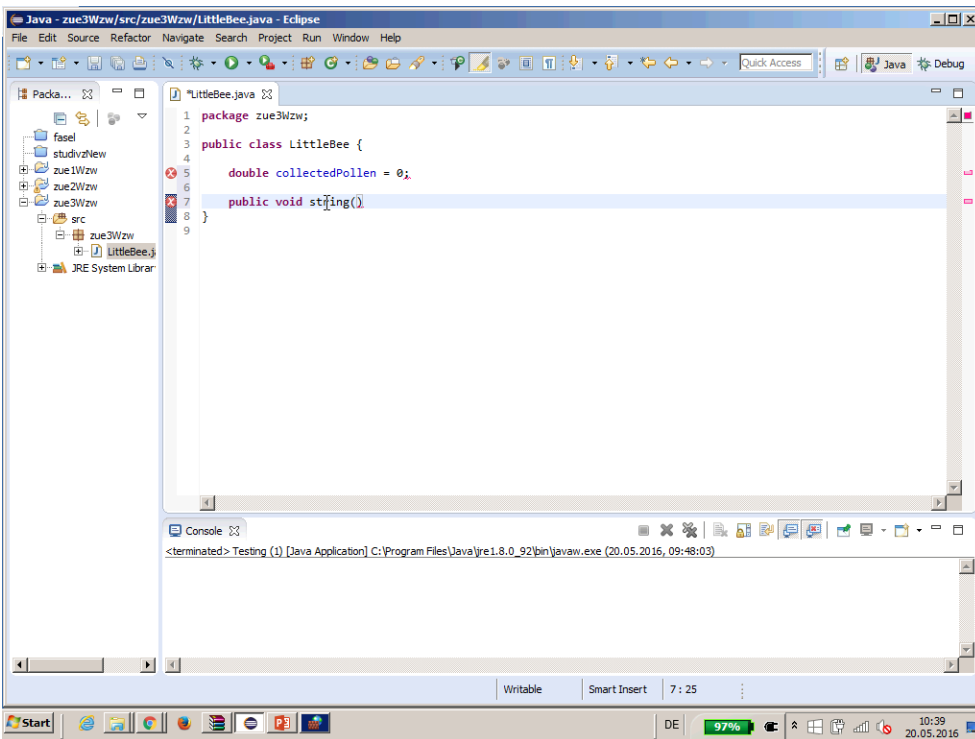 Java - zue3Wzw/src/zue3Wzw/LittleBee.java - Eclipse
File Edit Source Refactor Navigate Search Project Run Window Help
Quick Access Java Debug
Packa...
*LittleBee.java
fasel
studivzNew
zue1Wzw
zue2Wzw
zue3Wzw
src
zue3Wzw
LittleBee.j
JRE System Librar
1 package zue3Wzw;
2
3 public class LittleBee {
4
5 double collectedPollen = 0;
6
7 public void string()
8 }
9
Console
<terminated> Testing (1) [Java Application] C:\Program Files\Java\jre1.8.0_92\bin\javaw.exe (20.05.2016, 09:48:03)
Writable Smart Insert 7 : 25
Start DE 97% 10:39
20.05.2016